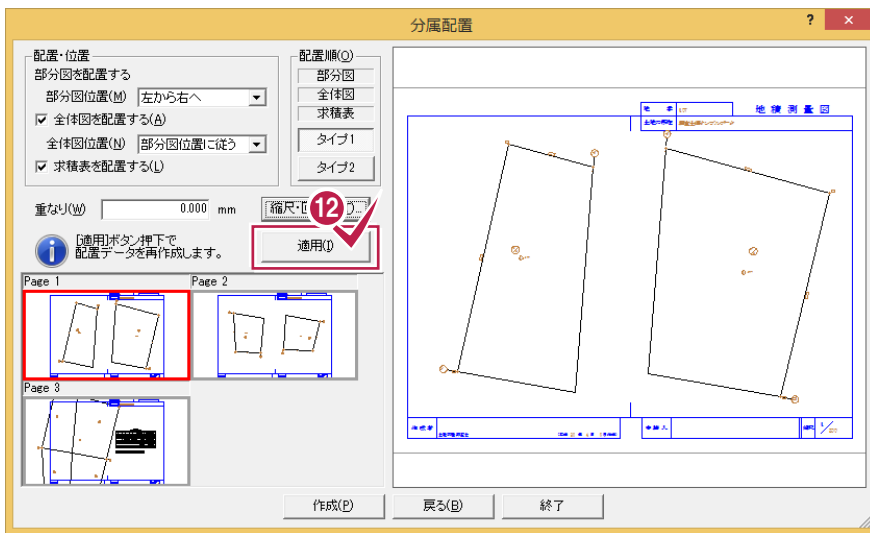 分属配置
?
×
配置・位置
部分図を配置する
部分図位置(M) 左から右へ
全体図を配置する(A)
全体図位置(N) 部分図位置に従う
求積表を配置する(L)
配置順(O)
部分図
全体図
求積表
タイプ1
タイプ2
重なり(W) 0.000 mm
縮尺・
12
[適用]ボタン押下で
配置データを再作成します。
適用(I)
Page 1
Page 2
Page 3
地積測量図
作成(P)
戻る(B)
終了